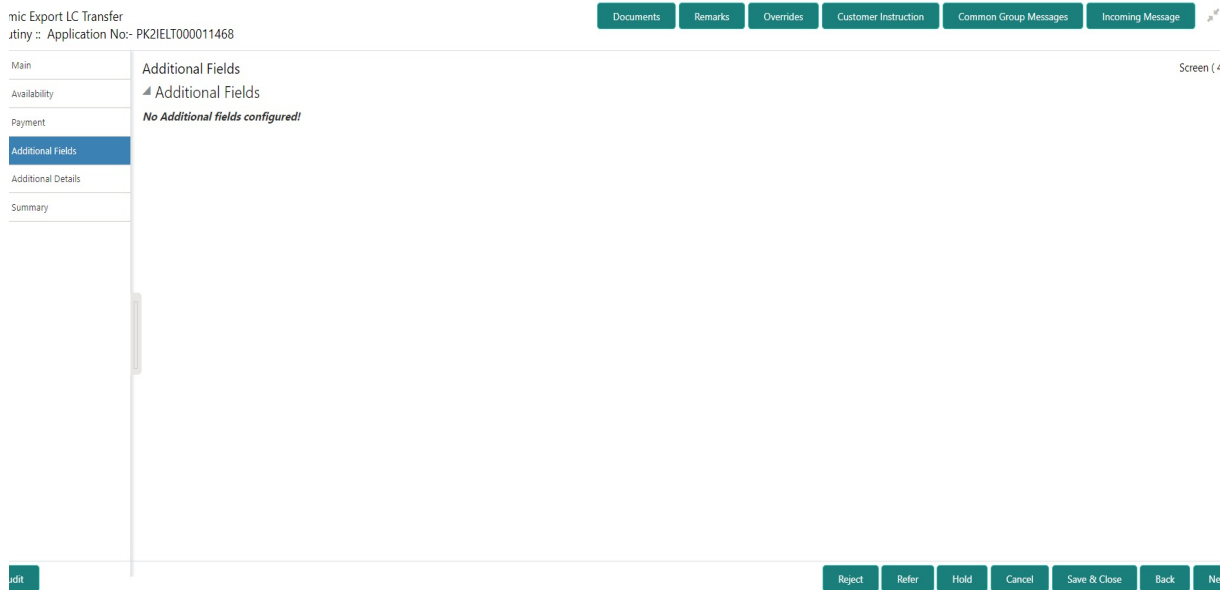 mic Export LC Transfer
utiny :: Application No:- PK2IELT000011468
Documents
Remarks
Overrides
Customer Instruction
Common Group Messages
Incoming Message
Main
Availability
Payment
Additional Fields
Additional Details
Summary
Additional Fields
Screen ( 4
Additional Fields
No Additional fields configured!
udit
Reject
Refer
Hold
Cancel
Save & Close
Back
Ne